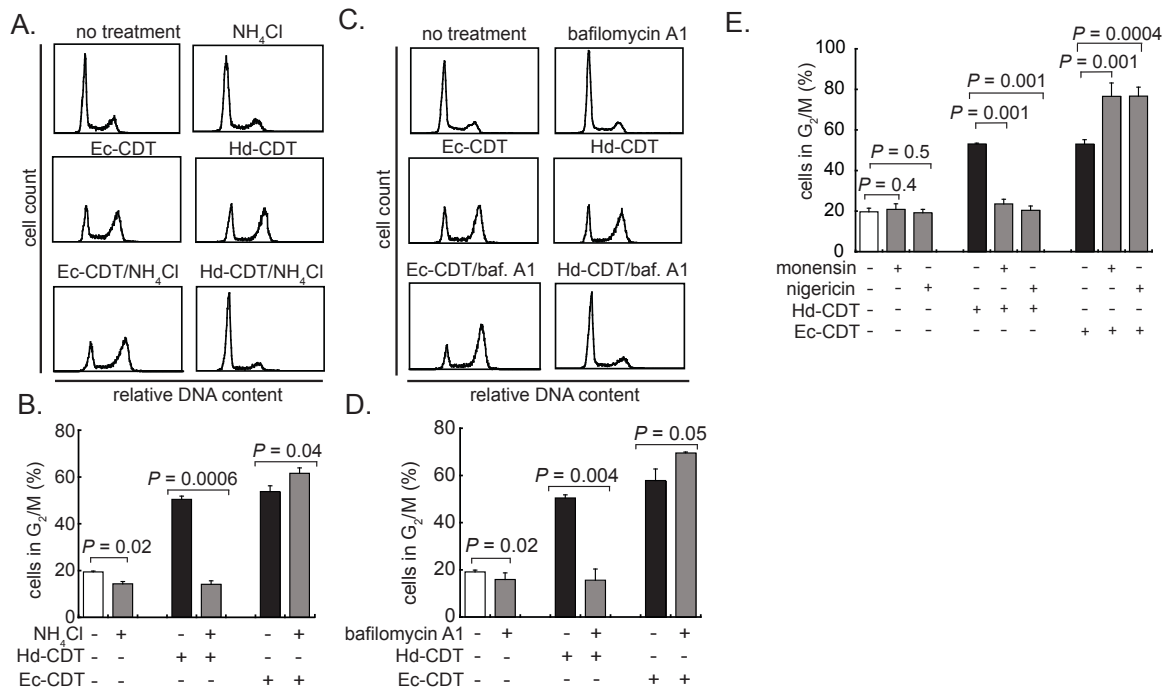 A.
no treatment NH₄Cl
Ec-CDT Hd-CDT
Ec-CDT/NH₄Cl Hd-CDT/NH₄Cl
cell count
relative DNA content
B.
80
60
40
20
0
cells in G₂/M (%)
P = 0.02
P = 0.0006
P = 0.04
NH₄Cl - + - + - +
Hd-CDT - - + + - -
Ec-CDT - - - - + +
C.
no treatment bafilomycin A1
Ec-CDT Hd-CDT
Ec-CDT/baf. A1 Hd-CDT/baf. A1
cell count
relative DNA content
D.
80
60
40
20
0
cells in G₂/M (%)
P = 0.02
P = 0.004
P = 0.05
bafilomycin A1 - + - + - +
Hd-CDT - - + + - -
Ec-CDT - - - - + +
E.
100
80
60
40
20
0
cells in G₂/M (%)
P = 0.5
P = 0.4
P = 0.001
P = 0.001
P = 0.0004
P = 0.001
monensin - + - - + - - + -
nigericin - - + - - + - - +
Hd-CDT - - - + + + - - -
Ec-CDT - - - - - - + + +